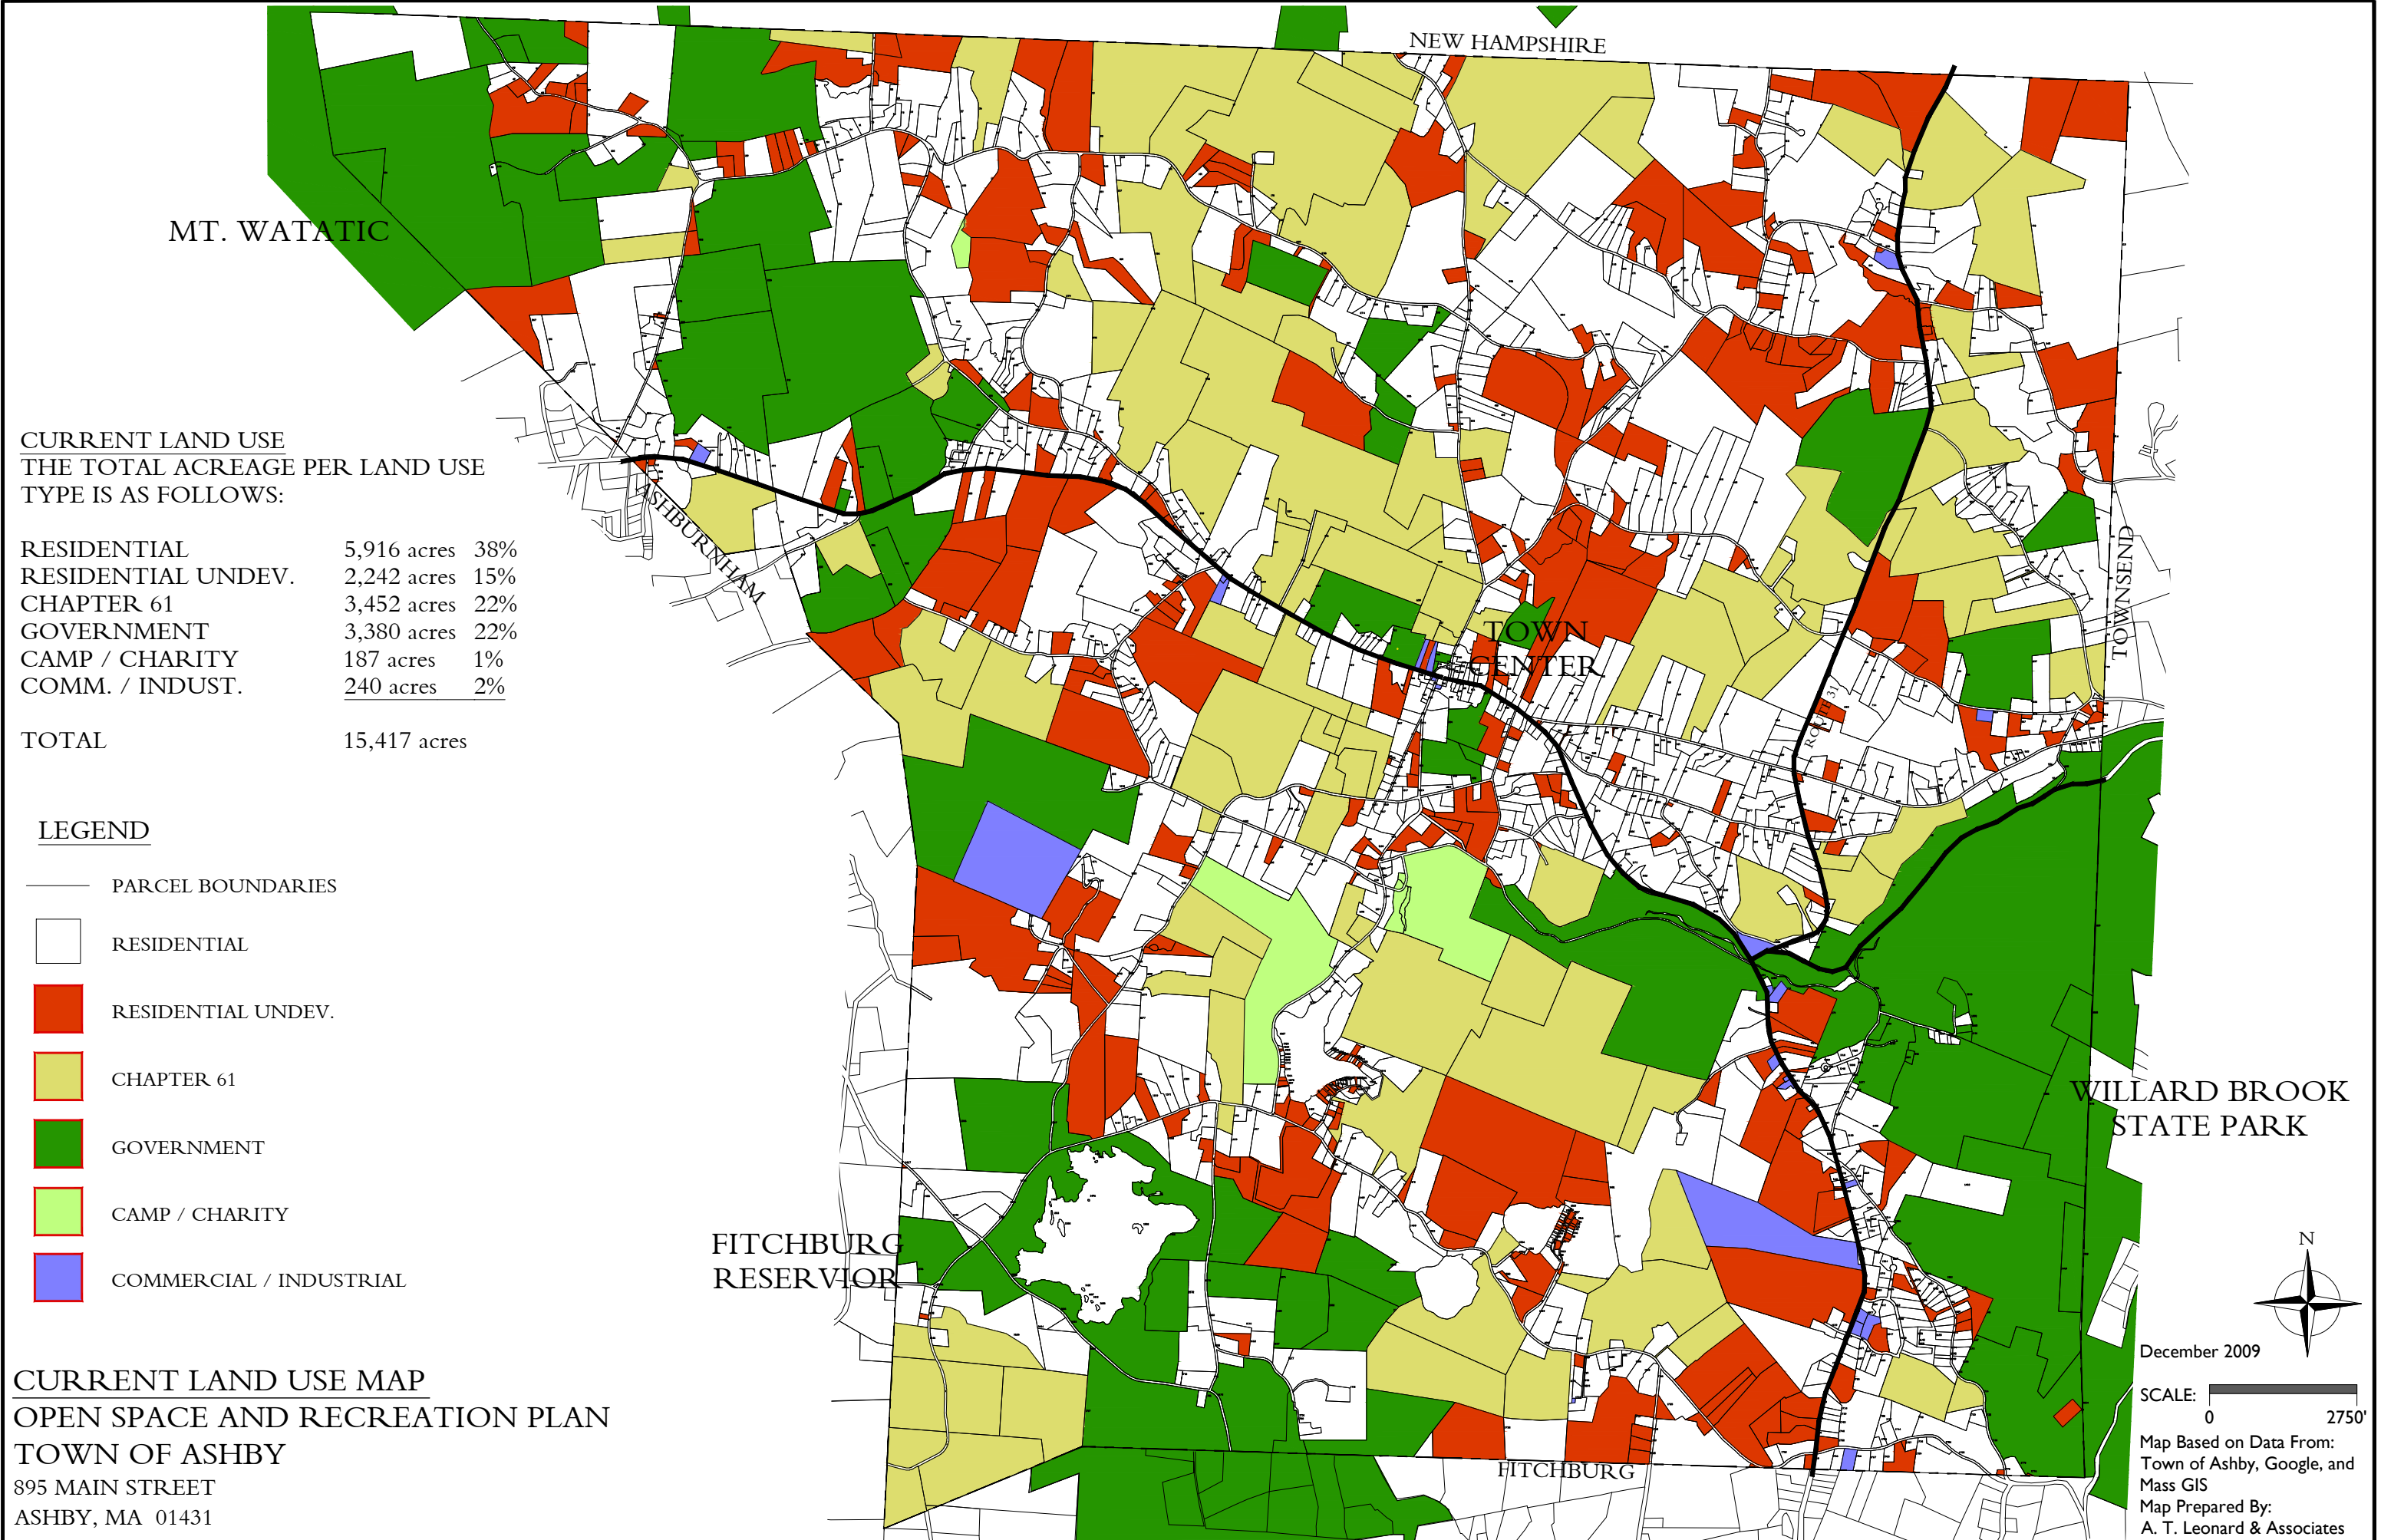 NEW HAMPSHIRE
MT. WATATIC
CURRENT LAND USE
THE TOTAL ACREAGE PER LAND USE
TYPE IS AS FOLLOWS:
RESIDENTIAL 5,916 acres 38%
RESIDENTIAL UNDEV. 2,242 acres 15%
CHAPTER 61 3,452 acres 22%
GOVERNMENT 3,380 acres 22%
CAMP / CHARITY 187 acres 1%
COMM. / INDUST. 240 acres 2%
TOTAL 15,417 acres
ASHBURNHAM
TOWNSEND
TOWN
CENTER
ROUTE 31
LEGEND
PARCEL BOUNDARIES
RESIDENTIAL
RESIDENTIAL UNDEV.
CHAPTER 61
GOVERNMENT
CAMP / CHARITY
COMMERCIAL / INDUSTRIAL
WILLARD BROOK
STATE PARK
FITCHBURG
RESERVIOR
N
CURRENT LAND USE MAP
OPEN SPACE AND RECREATION PLAN
TOWN OF ASHBY
895 MAIN STREET
ASHBY, MA 01431
FITCHBURG
December 2009
SCALE:
0 2750'
Map Based on Data From:
Town of Ashby, Google, and
Mass GIS
Map Prepared By:
A. T. Leonard & Associates